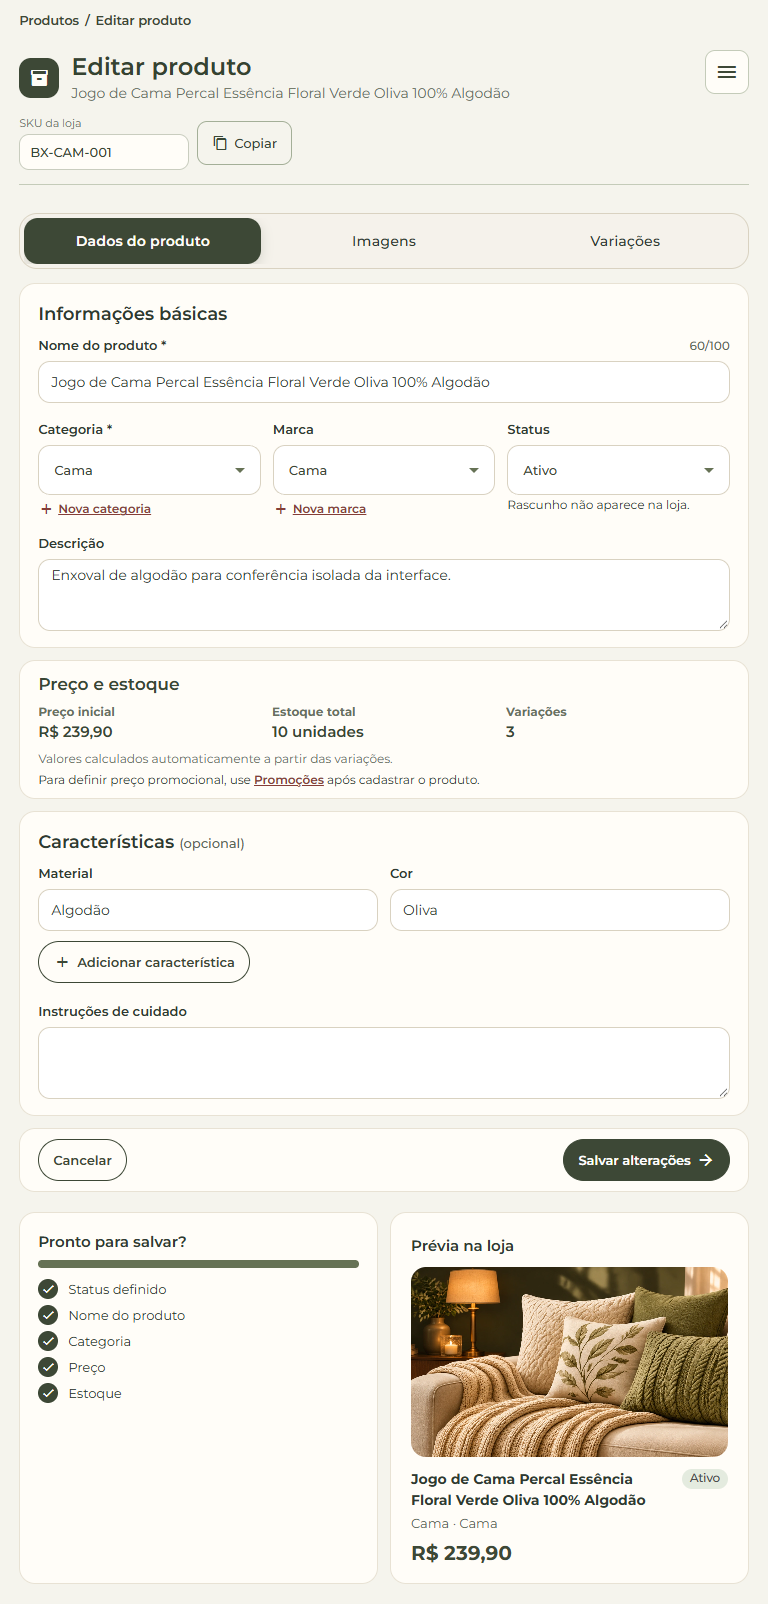 Produtos / Editar produto
Editar produto
Jogo de Cama Percal Essência Floral Verde Oliva 100% Algodão
SKU da loja
BX-CAM-001
Copiar
Dados do produto
Imagens
Variações
Informações básicas
Nome do produto *
60/100
Jogo de Cama Percal Essência Floral Verde Oliva 100% Algodão
Categoria *
Marca
Status
Cama
Cama
Ativo
+ Nova categoria
+ Nova marca
Rascunho não aparece na loja.
Descrição
Enxoval de algodão para conferência isolada da interface.
Preço e estoque
Preço inicial
Estoque total
Variações
R$ 239,90
10 unidades
3
Valores calculados automaticamente a partir das variações.
Para definir preço promocional, use Promoções após cadastrar o produto.
Características (opcional)
Material
Cor
Algodão
Oliva
+ Adicionar característica
Instruções de cuidado
Cancelar
Salvar alterações →
Pronto para salvar?
Status definido
Nome do produto
Categoria
Preço
Estoque
Prévia na loja
Jogo de Cama Percal Essência
Floral Verde Oliva 100% Algodão
Ativo
Cama · Cama
R$ 239,90